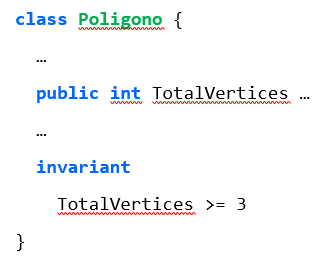 class Poligono {
…
public int TotalVertices …
…
invariant
TotalVertices >= 3
}